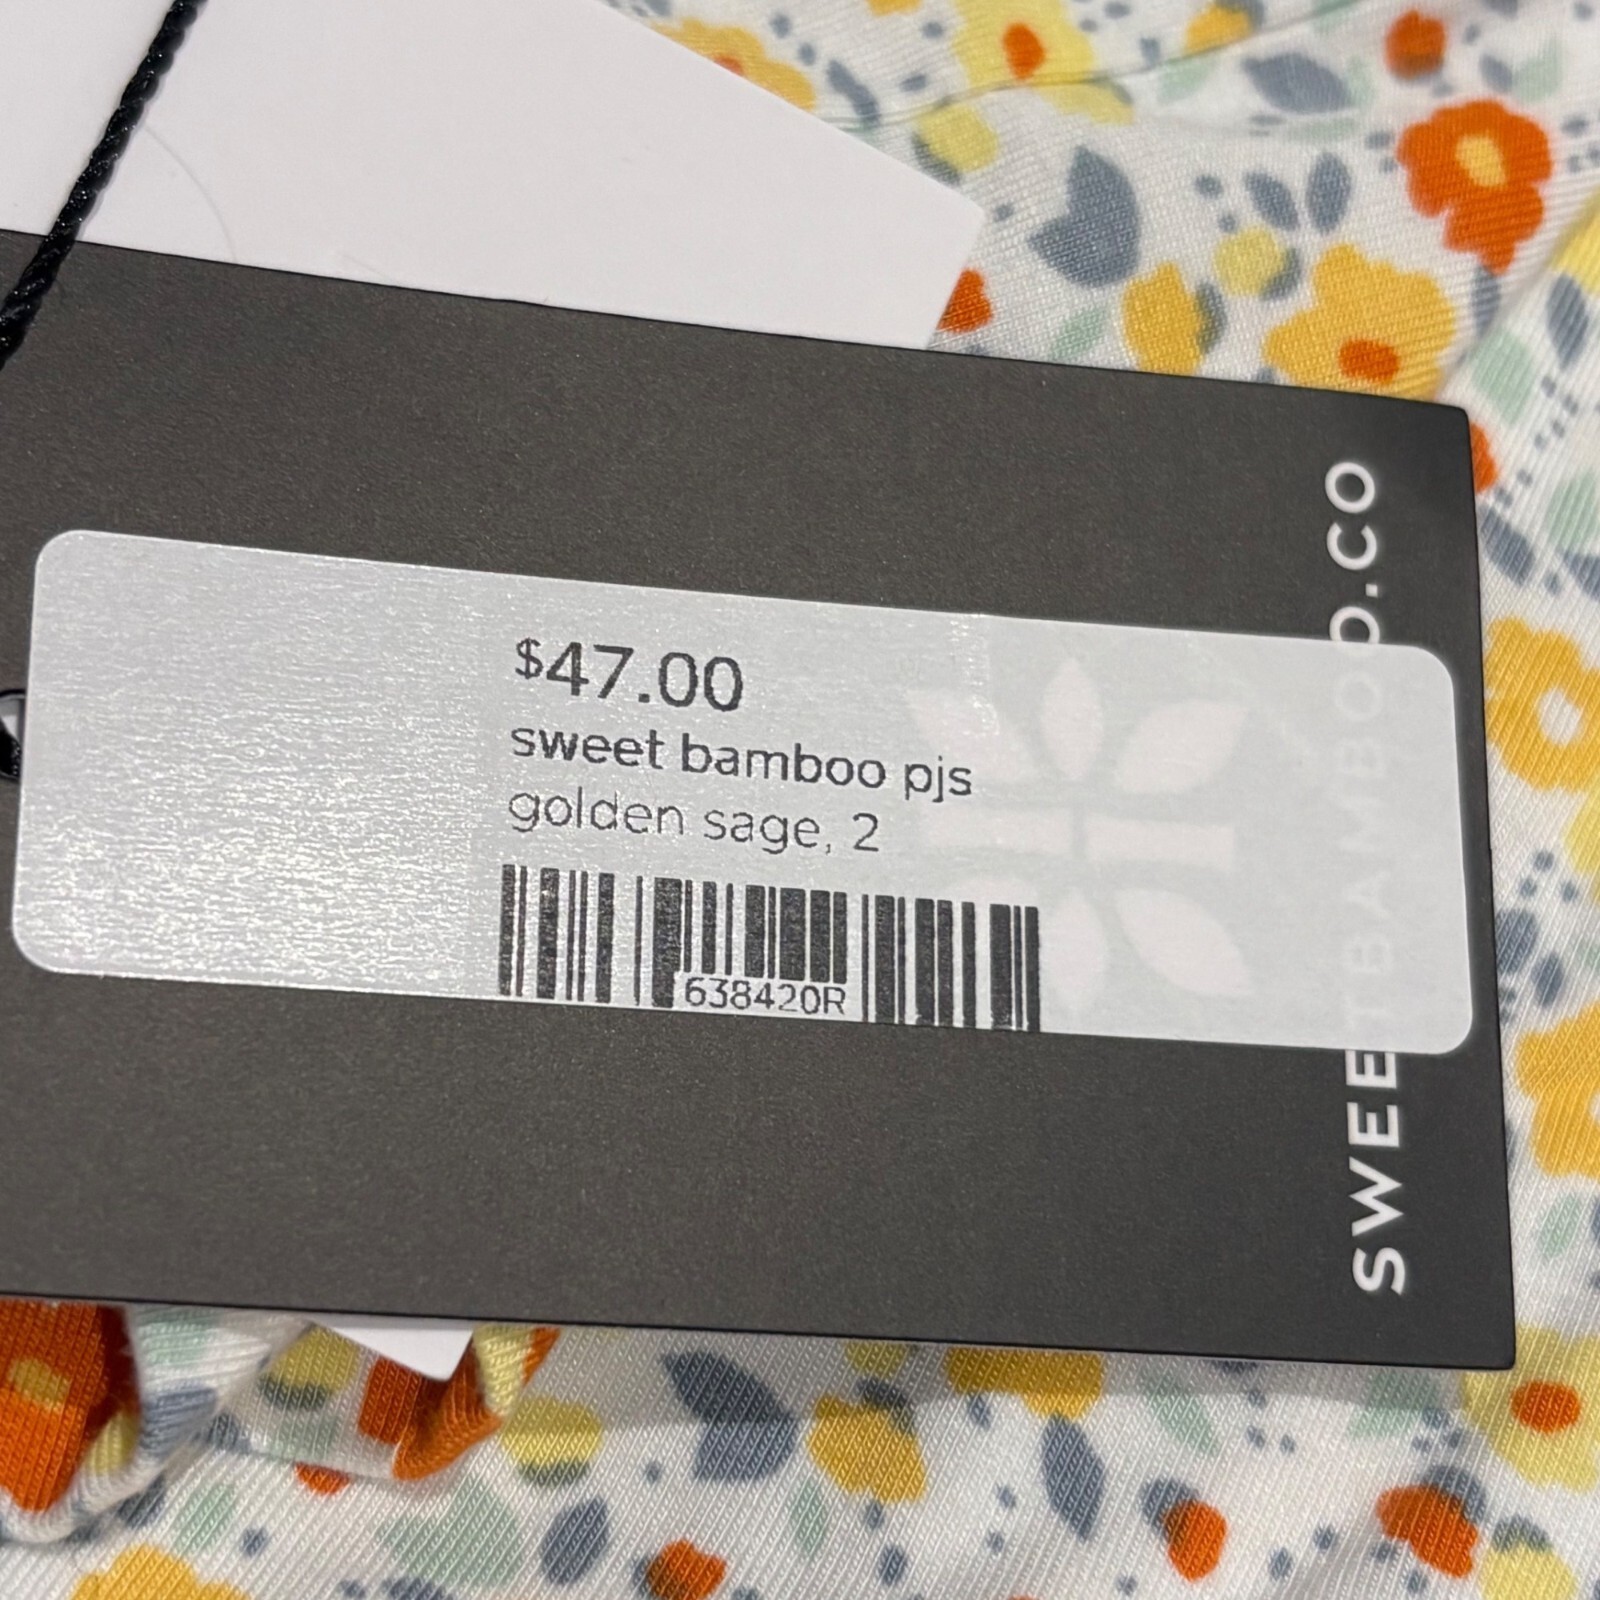 $47.00
sweet bamboo pjs
golden sage, 2
638420R
SWEETBAMBOO.CO